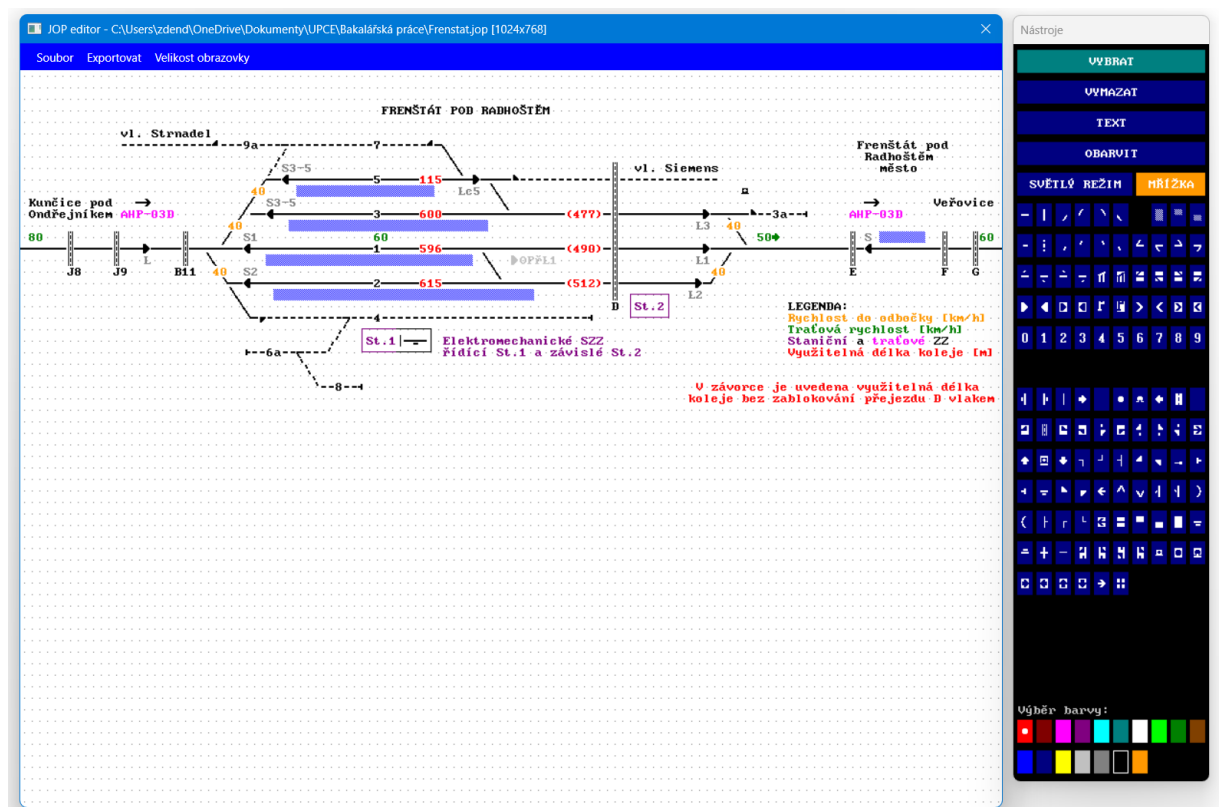 JOP editor - C:\Users\zdend\OneDrive\Dokumenty\UPCE\Bakalářská práce\Frenstat.jop [1024x768]
Soubor Exportovat Velikost obrazovky
FRENŠTÁT POD RADHOŠTĚM
vl. Strnadel
9a 7
Frenštát pod
Radhoštěm
město
S3-5 vl. Siemens
5 115
40 Lc5
Kunčice pod
Ondřejníkem AHP-03D
S3-5
3 600 (477) 3a
AHP-03D Veřovice
40 L3 40
80 S1 60 50 S 60
1 596 (490)
L OPřL1 L1
J8 J9 B11 40 S2 40 E F G
2 615 (512)
L2
D St.2
4
St.1 Elektromechanické SZZ
řídící St.1 a závislé St.2
6a
8
LEGENDA:
Rychlost do odbočky [km/h]
Traťová rychlost [km/h]
Staniční a traťové ZZ
Využitelná délka koleje [m]
V závorce je uvedena využitelná délka
koleje bez zablokování přejezdu D vlakem
Nástroje
VYBRAT
VYMAZAT
TEXT
OBARVIT
SVĚTLÝ REŽIM MŘÍŽKA
0 1 2 3 4 5 6 7 8 9
Výběr barvy: